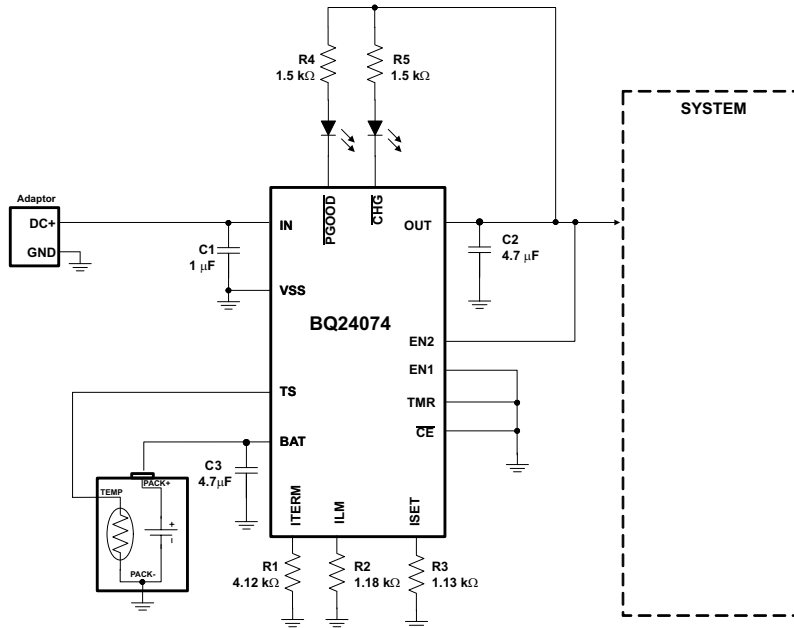 R4
1.5 kΩ
R5
1.5 kΩ
SYSTEM
Adaptor
DC+
GND
IN
PGOOD
CHG
OUT
C1
1 μF
C2
4.7 μF
VSS
BQ24074
EN2
EN1
TS
TMR
BAT
CE
C3
4.7μF
PACK+
TEMP
+
–
PACK-
ITERM
ILM
ISET
R1
4.12 kΩ
R2
1.18 kΩ
R3
1.13 kΩ